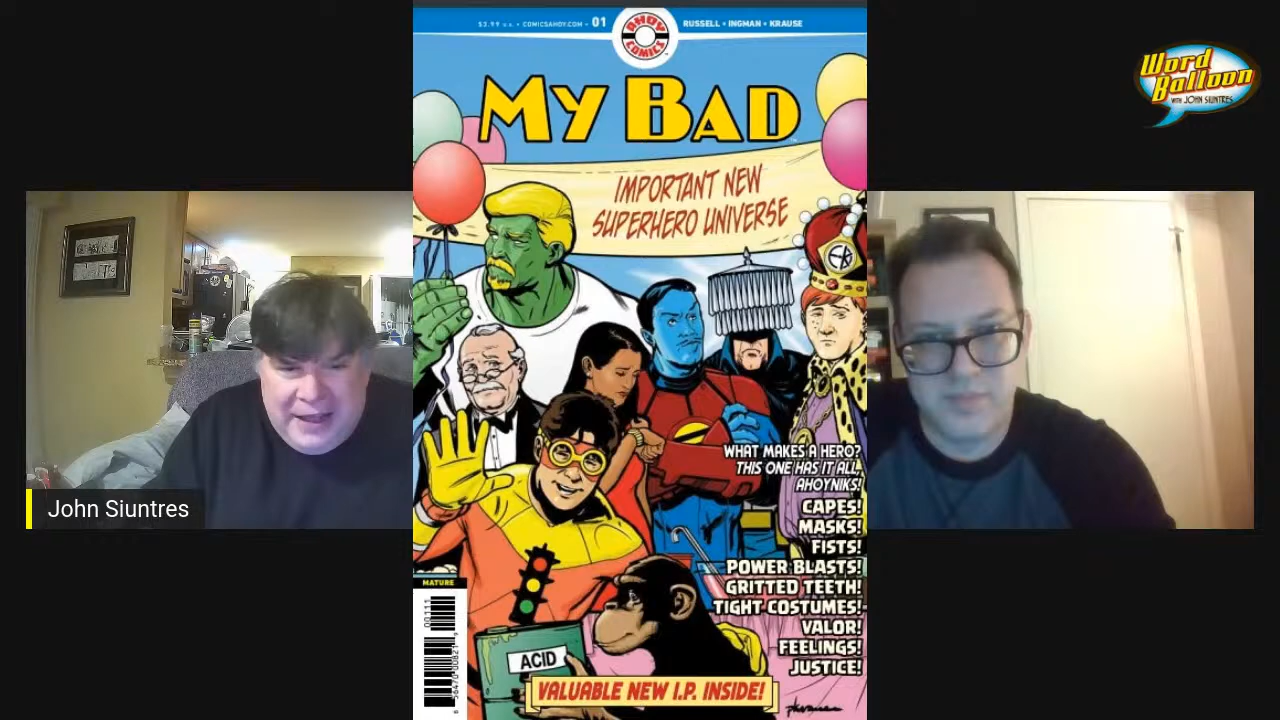 $3.99 U.S. • COMICSAHOY.COM • 01
AHOY
COMICS
RUSSELL • INGMAN • KRAUSE
Word
Balloon
WITH JOHN SIUNTRES
MY BAD
IMPORTANT NEW
SUPERHERO UNIVERSE
WHAT MAKES A HERO?
THIS ONE HAS IT ALL,
AHOYNIKS!
CAPES!
MASKS!
FISTS!
POWER BLASTS!
GRITTED TEETH!
TIGHT COSTUMES!
VALOR!
FEELINGS!
JUSTICE!
John Siuntres
MATURE
00111
ACID
VALUABLE NEW I.P. INSIDE!